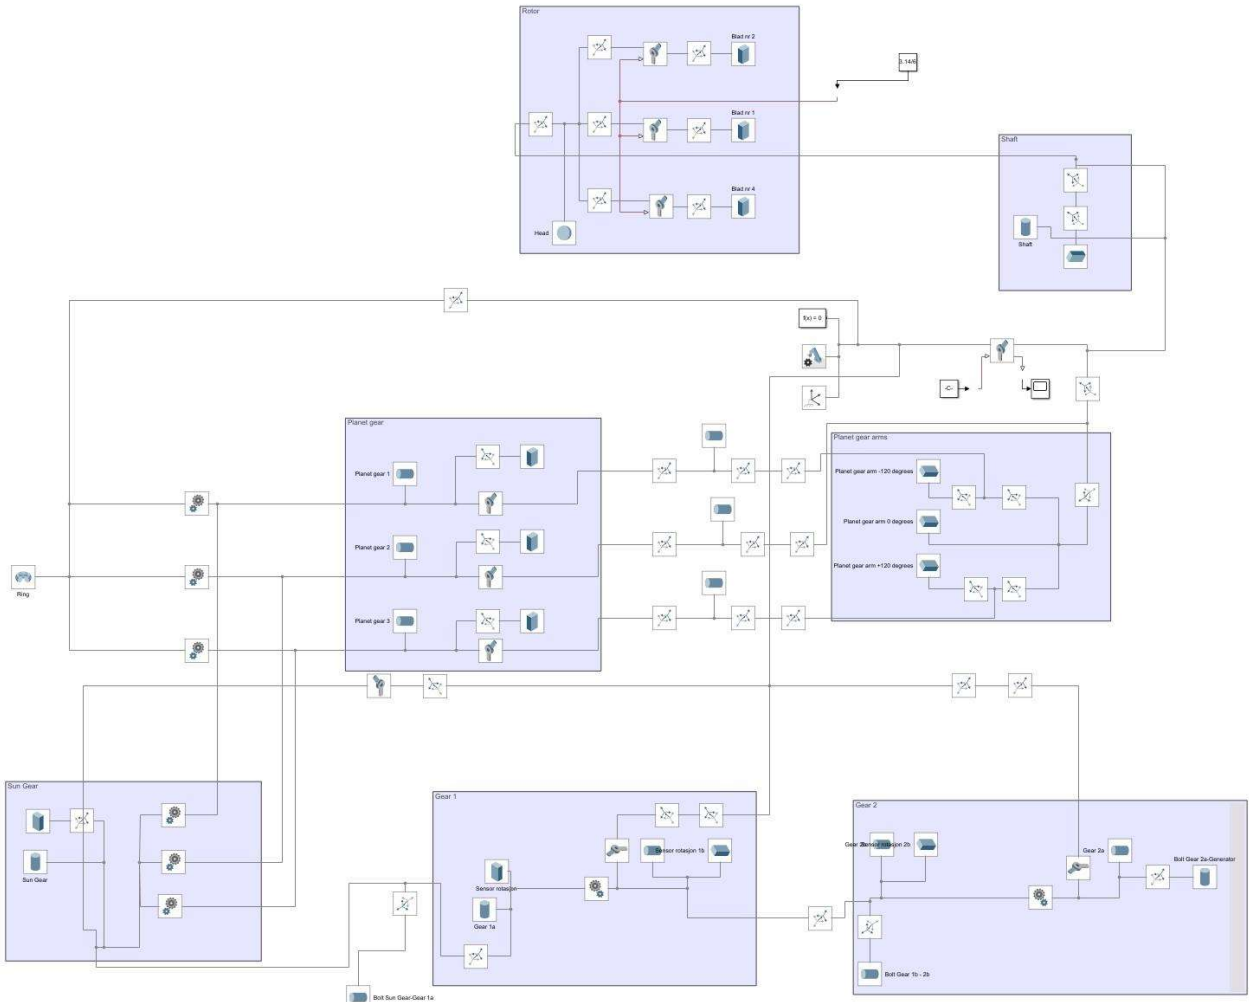 Rotor
Blad nr 2
3.14/6
Blad nr 1
Blad nr 4
Head
Shaft
Shaft
f(x) = 0
-C-
Planet gear
Planet gear 1
Planet gear 2
Planet gear 3
Planet gear arms
Planet gear arm -120 degrees
Planet gear arm 0 degrees
Planet gear arm +120 degrees
Ring
Sun Gear
Sun Gear
Gear 1
Sensor rotasjon 1b
Sensor rotasjon
Gear 1a
Bolt Sun Gear-Gear 1a
Gear 2
Sensor rotasjon 2b
Gear 2a
Bolt Gear 2a-Generator
Bolt Gear 1b - 2b